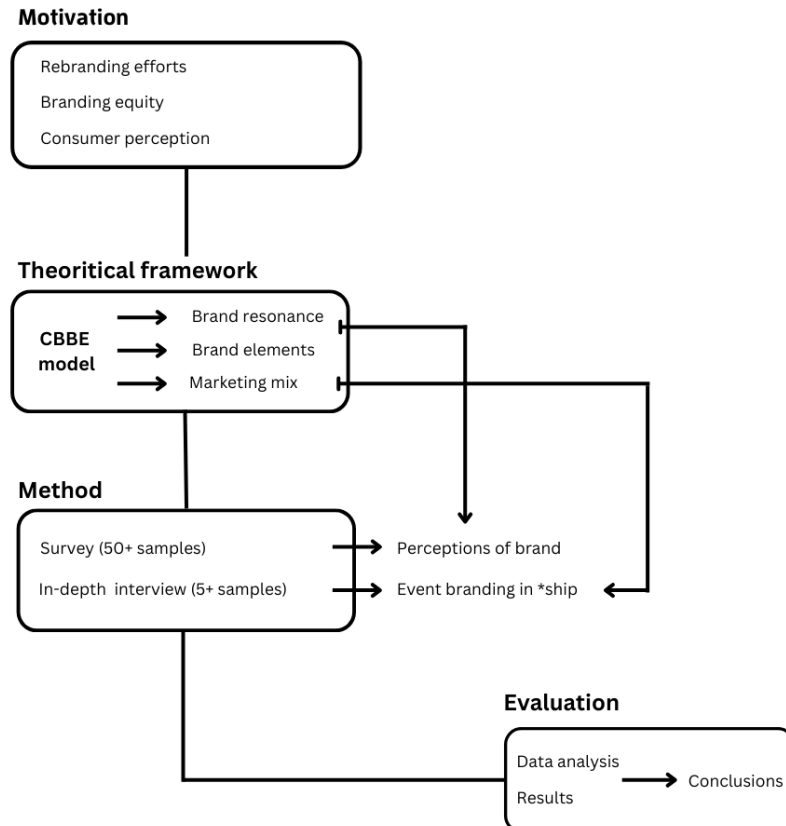 Motivation
Rebranding efforts
Branding equity
Consumer perception
Theoritical framework
CBBE
model
Brand resonance
Brand elements
Marketing mix
Method
Survey (50+ samples)
Perceptions of brand
In-depth interview (5+ samples)
Event branding in *ship
Evaluation
Data analysis
Results
Conclusions